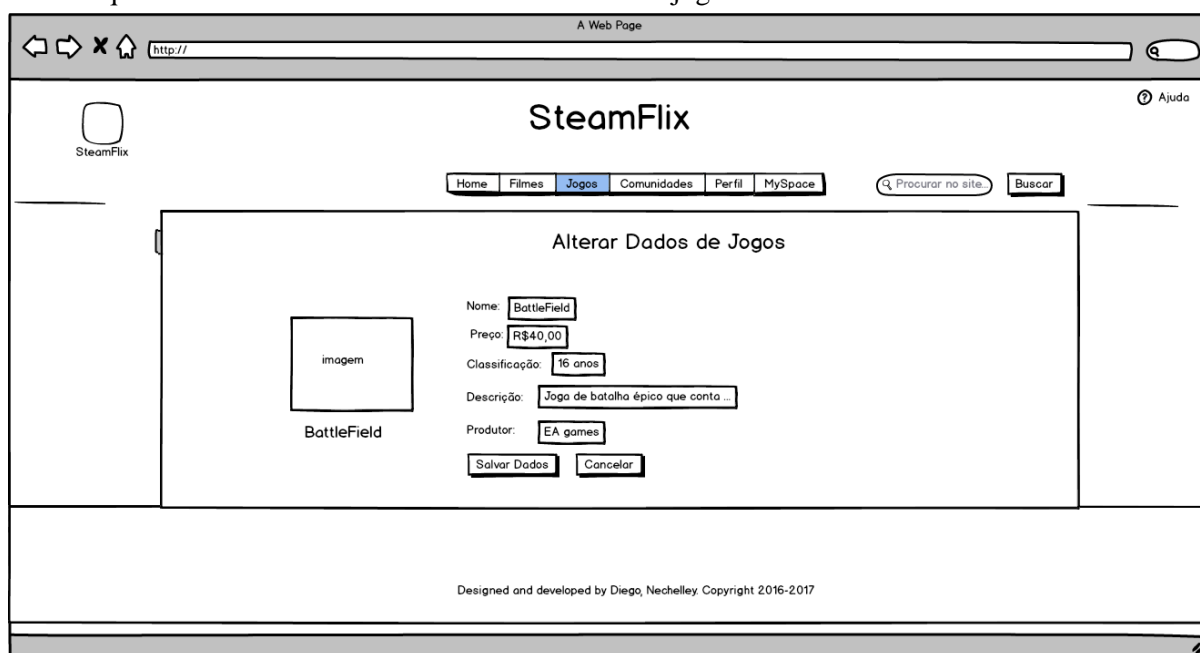 A Web Page
http://
Ajuda
SteamFlix
SteamFlix
Home Filmes Jogos Comunidades Perfil MySpace Procurar no site... Buscar
Alterar Dados de Jogos
Nome: BattleField
Preço: R$40,00
imagem
Classificação: 16 anos
Descrição: Joga de batalha épico que conta ...
BattleField
Produtor: EA games
Salvar Dados Cancelar
Designed and developed by Diego, Nechelley. Copyright 2016-2017